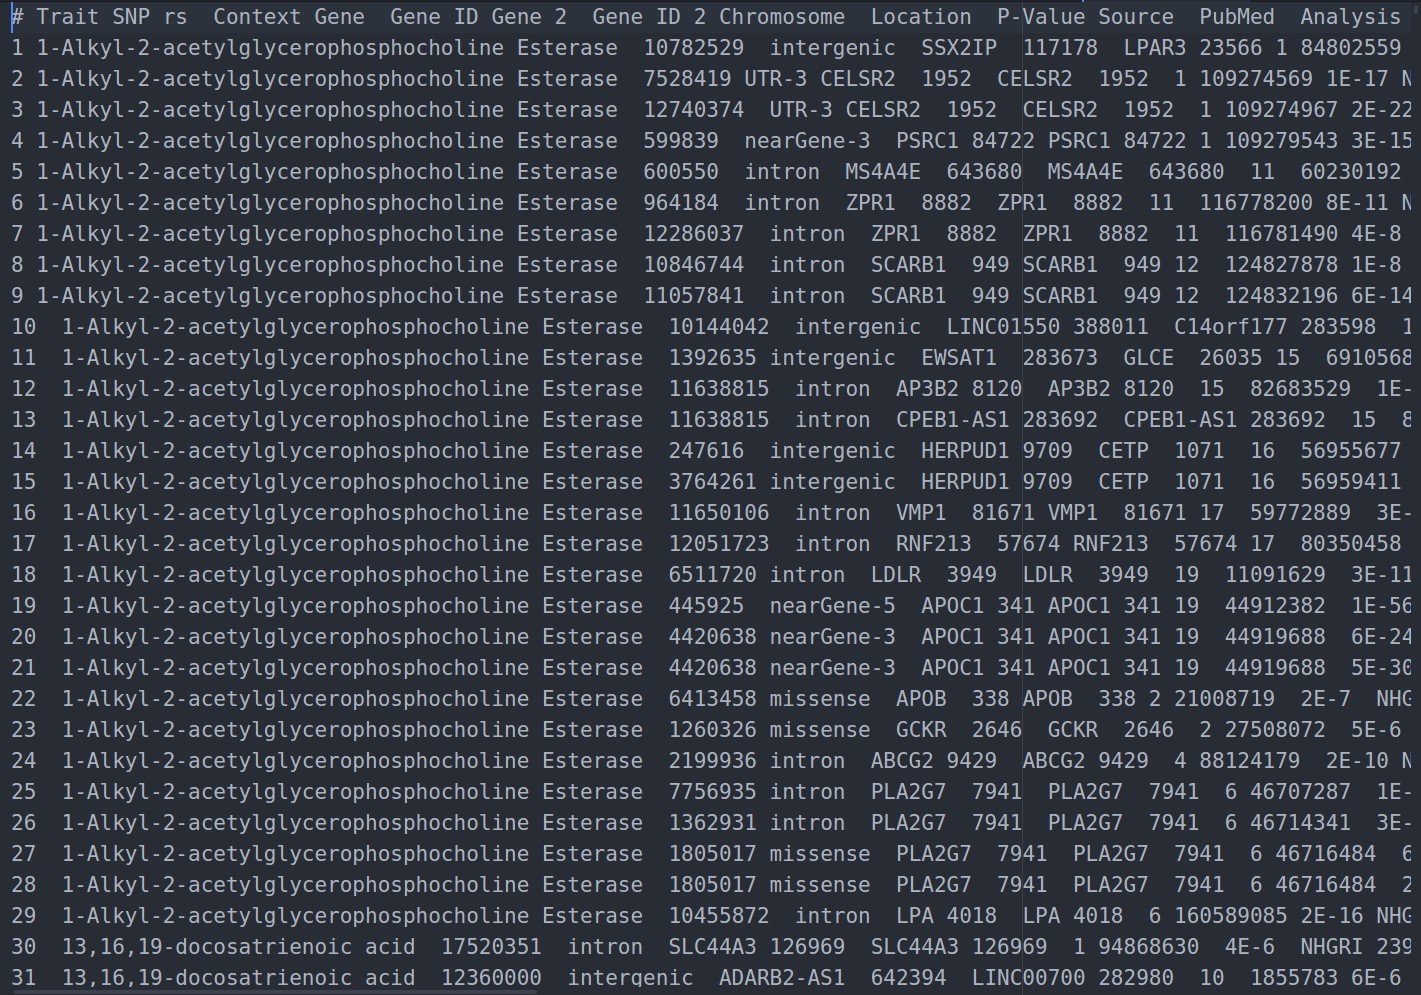 # Trait SNP rs Context Gene Gene ID Gene 2 Gene ID 2 Chromosome Location P-Value Source PubMed Analysis
1 1-Alkyl-2-acetylglycerophosphocholine Esterase 10782529 intergenic SSX2IP 117178 LPAR3 23566 1 84802559
2 1-Alkyl-2-acetylglycerophosphocholine Esterase 7528419 UTR-3 CELSR2 1952 CELSR2 1952 1 109274569 1E-17 N
3 1-Alkyl-2-acetylglycerophosphocholine Esterase 12740374 UTR-3 CELSR2 1952 CELSR2 1952 1 109274967 2E-22
4 1-Alkyl-2-acetylglycerophosphocholine Esterase 599839 nearGene-3 PSRC1 84722 PSRC1 84722 1 109279543 3E-15
5 1-Alkyl-2-acetylglycerophosphocholine Esterase 600550 intron MS4A4E 643680 MS4A4E 643680 11 60230192
6 1-Alkyl-2-acetylglycerophosphocholine Esterase 964184 intron ZPR1 8882 ZPR1 8882 11 116778200 8E-11 N
7 1-Alkyl-2-acetylglycerophosphocholine Esterase 12286037 intron ZPR1 8882 ZPR1 8882 11 116781490 4E-8
8 1-Alkyl-2-acetylglycerophosphocholine Esterase 10846744 intron SCARB1 949 SCARB1 949 12 124827878 1E-8
9 1-Alkyl-2-acetylglycerophosphocholine Esterase 11057841 intron SCARB1 949 SCARB1 949 12 124832196 6E-14
10 1-Alkyl-2-acetylglycerophosphocholine Esterase 10144042 intergenic LINC01550 388011 C14orf177 283598 1
11 1-Alkyl-2-acetylglycerophosphocholine Esterase 1392635 intergenic EWSAT1 283673 GLCE 26035 15 6910568
12 1-Alkyl-2-acetylglycerophosphocholine Esterase 11638815 intron AP3B2 8120 AP3B2 8120 15 82683529 1E-
13 1-Alkyl-2-acetylglycerophosphocholine Esterase 11638815 intron CPEB1-AS1 283692 CPEB1-AS1 283692 15 8
14 1-Alkyl-2-acetylglycerophosphocholine Esterase 247616 intergenic HERPUD1 9709 CETP 1071 16 56955677
15 1-Alkyl-2-acetylglycerophosphocholine Esterase 3764261 intergenic HERPUD1 9709 CETP 1071 16 56959411
16 1-Alkyl-2-acetylglycerophosphocholine Esterase 11650106 intron VMP1 81671 VMP1 81671 17 59772889 3E-
17 1-Alkyl-2-acetylglycerophosphocholine Esterase 12051723 intron RNF213 57674 RNF213 57674 17 80350458
18 1-Alkyl-2-acetylglycerophosphocholine Esterase 6511720 intron LDLR 3949 LDLR 3949 19 11091629 3E-11
19 1-Alkyl-2-acetylglycerophosphocholine Esterase 445925 nearGene-5 APOC1 341 APOC1 341 19 44912382 1E-56
20 1-Alkyl-2-acetylglycerophosphocholine Esterase 4420638 nearGene-3 APOC1 341 APOC1 341 19 44919688 6E-24
21 1-Alkyl-2-acetylglycerophosphocholine Esterase 4420638 nearGene-3 APOC1 341 APOC1 341 19 44919688 5E-30
22 1-Alkyl-2-acetylglycerophosphocholine Esterase 6413458 missense APOB 338 APOB 338 2 21008719 2E-7 NHG
23 1-Alkyl-2-acetylglycerophosphocholine Esterase 1260326 missense GCKR 2646 GCKR 2646 2 27508072 5E-6
24 1-Alkyl-2-acetylglycerophosphocholine Esterase 2199936 intron ABCG2 9429 ABCG2 9429 4 88124179 2E-10 N
25 1-Alkyl-2-acetylglycerophosphocholine Esterase 7756935 intron PLA2G7 7941 PLA2G7 7941 6 46707287 1E-
26 1-Alkyl-2-acetylglycerophosphocholine Esterase 1362931 intron PLA2G7 7941 PLA2G7 7941 6 46714341 3E-
27 1-Alkyl-2-acetylglycerophosphocholine Esterase 1805017 missense PLA2G7 7941 PLA2G7 7941 6 46716484 6
28 1-Alkyl-2-acetylglycerophosphocholine Esterase 1805017 missense PLA2G7 7941 PLA2G7 7941 6 46716484 2
29 1-Alkyl-2-acetylglycerophosphocholine Esterase 10455872 intron LPA 4018 LPA 4018 6 160589085 2E-16 NHG
30 13,16,19-docosatrienoic acid 17520351 intron SLC44A3 126969 SLC44A3 126969 1 94868630 4E-6 NHGRI 239
31 13,16,19-docosatrienoic acid 12360000 intergenic ADARB2-AS1 642394 LINC00700 282980 10 1855783 6E-6